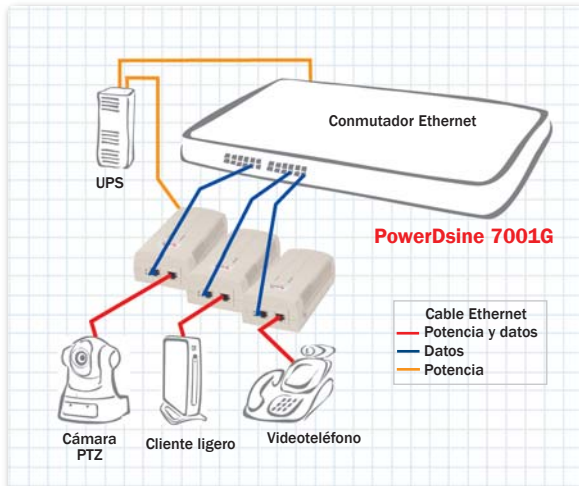 Conmutador Ethernet
UPS
PowerDsine 7001G
Cable Ethernet
Potencia y datos
Datos
Potencia
Cámara
PTZ
Cliente ligero
Videoteléfono